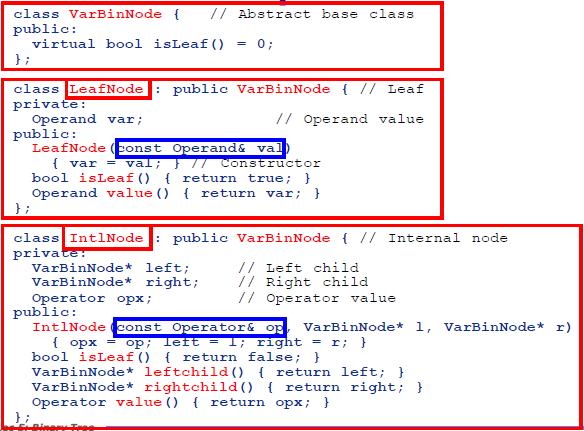 class VarBinNode {   // Abstract base class
public:
  virtual bool isLeaf() = 0;
};
class LeafNode : public VarBinNode { // Leaf
private:
  Operand var;           // Operand value
public:
  LeafNode(const Operand& val)
    { var = val; } // Constructor
  bool isLeaf() { return true; }
  Operand value() { return var; }
};
class IntlNode : public VarBinNode { // Internal node
private:
  VarBinNode* left;     // Left child
  VarBinNode* right;    // Right child
  Operator opx;         // Operator value
public:
  IntlNode(const Operator& op, VarBinNode* l, VarBinNode* r)
    { opx = op; left = l; right = r; }
  bool isLeaf() { return false; }
  VarBinNode* leftchild() { return left; }
  VarBinNode* rightchild() { return right; }
  Operator value() { return opx; }
};
Binary Tree